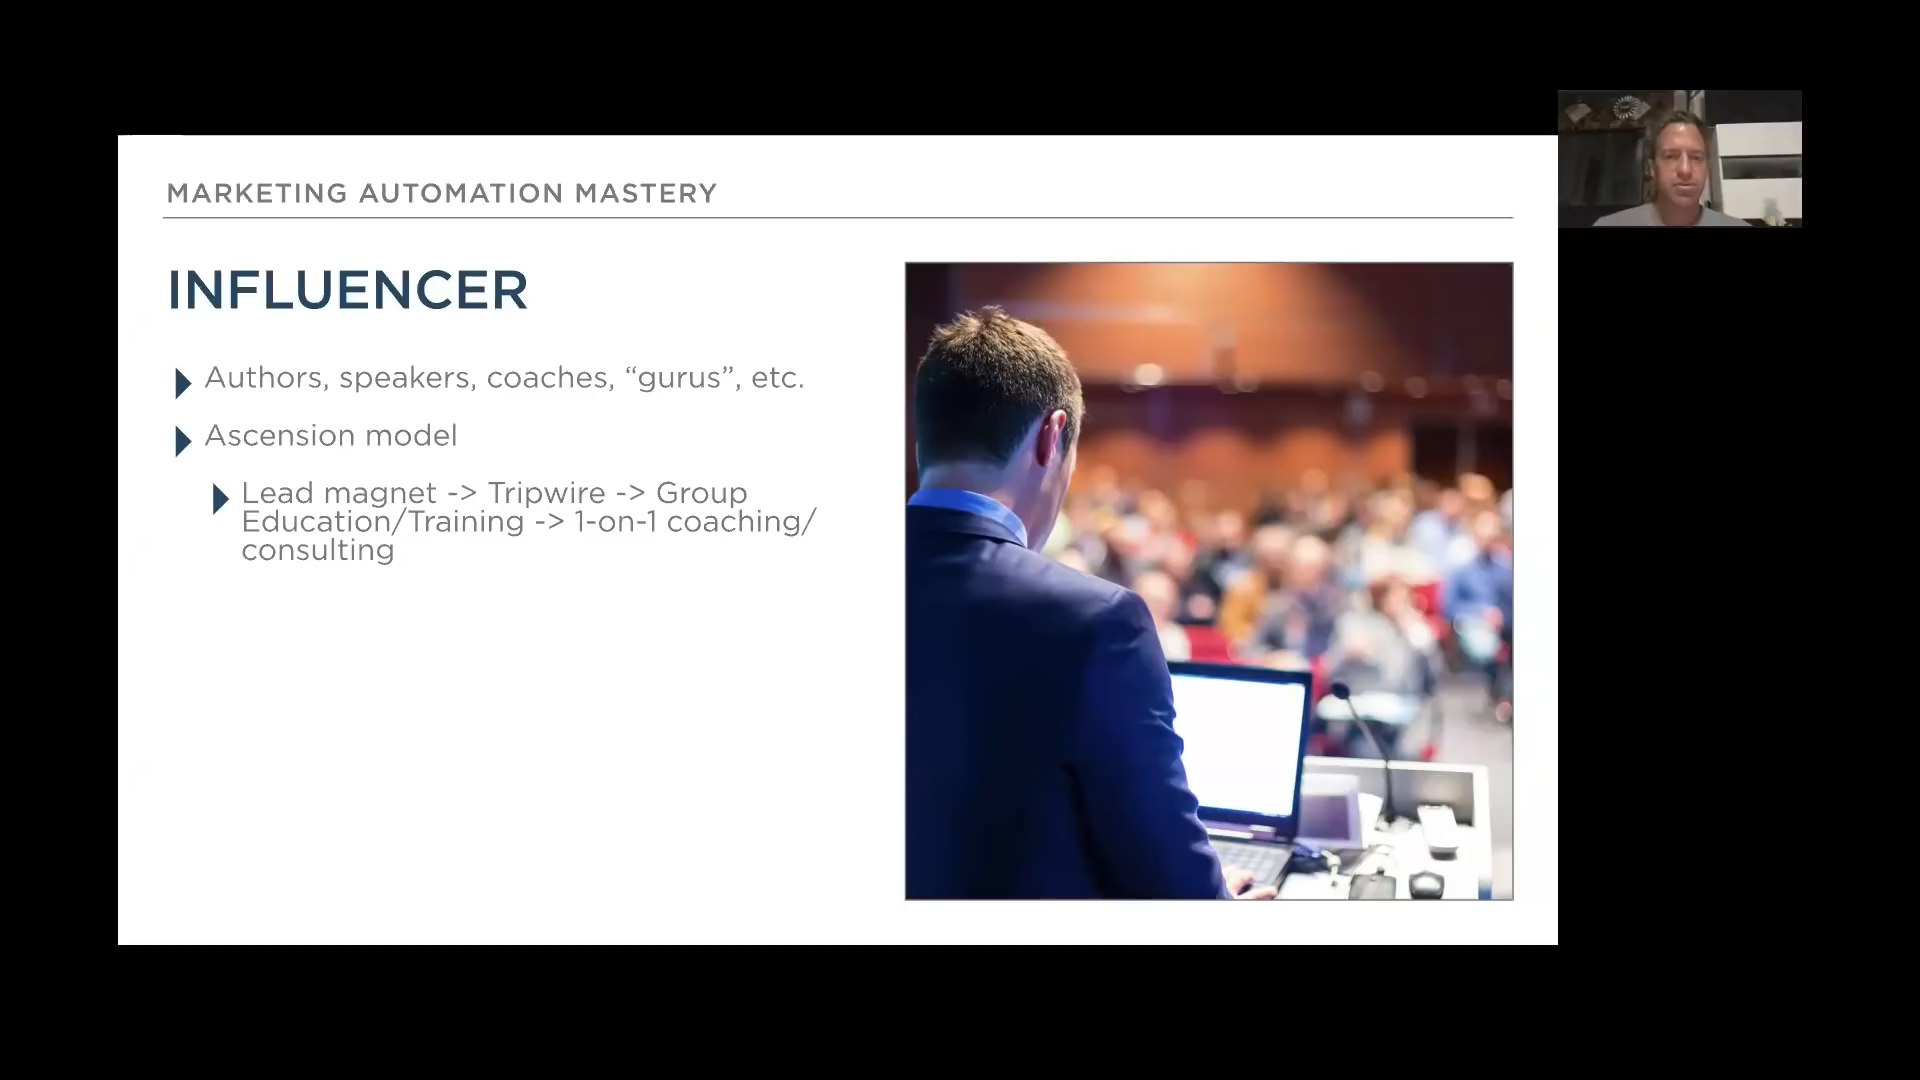 MARKETING AUTOMATION MASTERY
INFLUENCER
Authors, speakers, coaches, “gurus”, etc.
Ascension model
Lead magnet -> Tripwire -> Group
Education/Training -> 1-on-1 coaching/
consulting